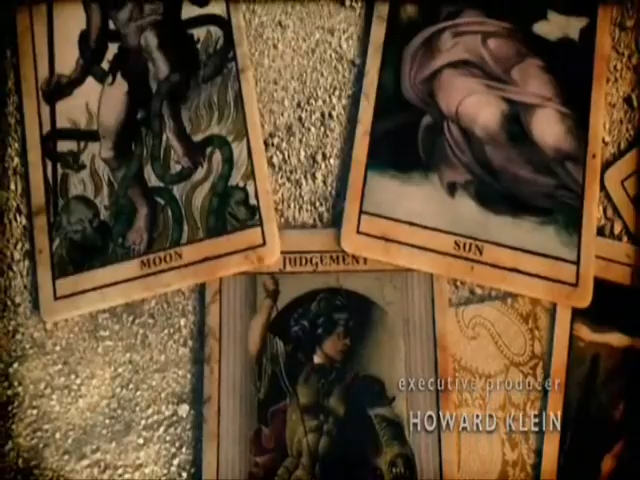 MOON
SUN
JUDGEMENT
executive producer
HOWARD KLEIN